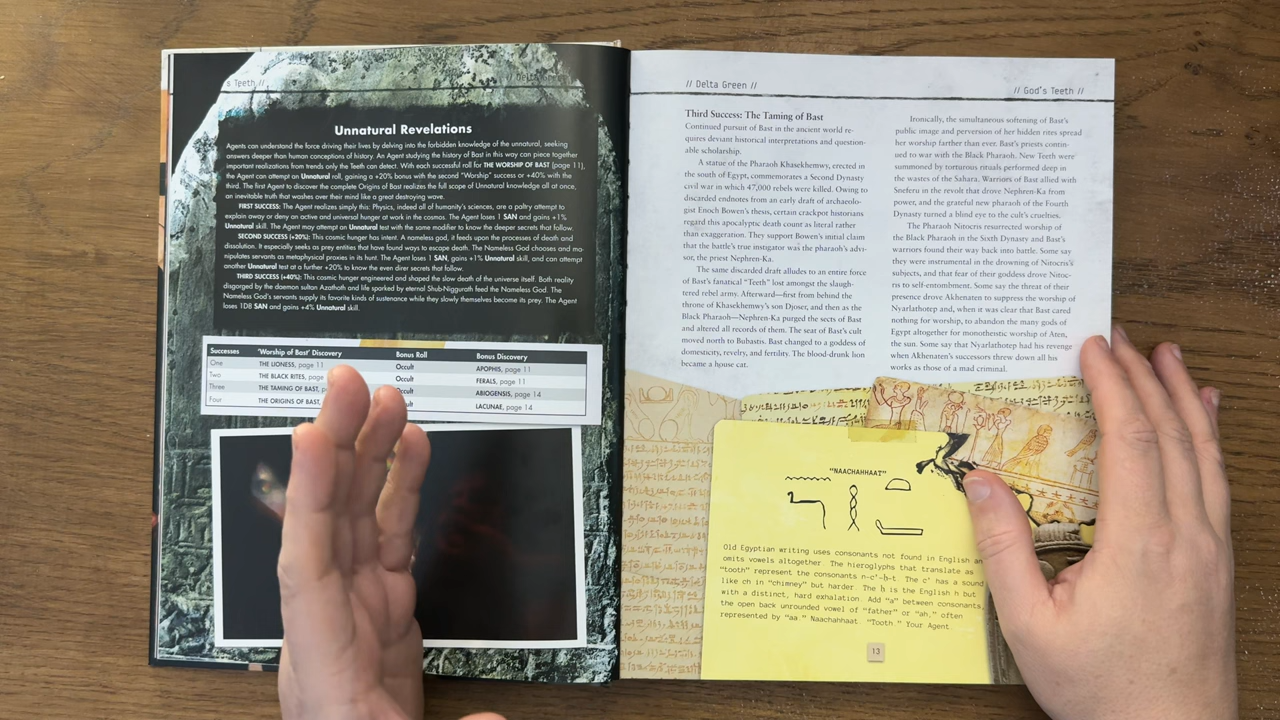 s Teeth //
// Delta Green //
Unnatural Revelations
Agents can understand the force driving their lives by delving into the forbidden knowledge of the unnatural, seeking
answers deeper than human conceptions of history. An Agent studying the history of Bast in this way can piece together
important realizations into trends only the Teeth can detect. With each successful roll for THE WORSHIP OF BAST (page 11),
the Agent can attempt an Unnatural roll, gaining a +20% bonus with the second "Worship" success or +40% with the
third. The first Agent to discover the complete Origins of Bast realizes the full scope of Unnatural knowledge all at once,
an inevitable truth that washes over their mind like a great destroying wave.
FIRST SUCCESS: The Agent realizes simply this: Physics, indeed all of humanity's sciences, are a paltry attempt to
explain away or deny an active and universal hunger at work in the cosmos. The Agent loses 1 SAN and gains +1%
Unnatural skill. The Agent may attempt an Unnatural test with the same modifier to know the deeper secrets that follow.
SECOND SUCCESS (+20%): This cosmic hunger has intent. A nameless god, it feeds upon the processes of death and
dissolution. It especially seeks as prey entities that have found ways to escape death. The Nameless God chooses and ma-
nipulates servants as metaphysical proxies in its hunt. The Agent loses 1 SAN, gains +1% Unnatural skill, and can attempt
another Unnatural test at a further +20% to know the even direr secrets that follow.
THIRD SUCCESS (+40%): This cosmic hunger engineered and shaped the slow death of the universe itself. Both reality
disgorged by the daemon sultan Azathoth and life sparked by eternal Shub-Niggurath feed the Nameless God. The
Nameless God's servants supply its favorite kinds of sustenance while they slowly themselves become its prey. The Agent
loses 1D8 SAN and gains +4% Unnatural skill.
Successes 'Worship of Bast' Discovery Bonus Roll Bonus Discovery
One THE LIONESS, page 11 Occult APOPHIS, page 11
Two THE BLACK RITES, page Occult FERALS, page 11
Three THE TAMING OF BAST, Occult ABIOGENSIS, page 14
Four THE ORIGINS OF BAST, LACUNAE, page 14
// Delta Green //
// God's Teeth //
Third Success: The Taming of Bast
Continued pursuit of Bast in the ancient world re-
quires deviant historical interpretations and question-
able scholarship.
A statue of the Pharaoh Khasekhemwy, erected in
the south of Egypt, commemorates a Second Dynasty
civil war in which 47,000 rebels were killed. Owing to
discarded endnotes from an early draft of archaeolo-
gist Enoch Bowen's thesis, certain crackpot historians
regard this apocalyptic death count as literal rather
than exaggeration. They support Bowen's initial claim
that the battle's true instigator was the pharaoh's advi-
sor, the priest Nephren-Ka.
The same discarded draft alludes to an entire force
of Bast's fanatical "Teeth" lost amongst the slaugh-
tered rebel army. Afterward—first from behind the
throne of Khasekhemwy's son Djoser, and then as the
Black Pharaoh—Nephren-Ka purged the sects of Bast
and altered all records of them. The seat of Bast's cult
moved north to Bubastis. Bast changed to a goddess of
domesticity, revelry, and fertility. The blood-drunk lion
became a house cat.
Ironically, the simultaneous softening of Bast's
public image and perversion of her hidden rites spread
her worship farther than ever. Bast's priests contin-
ued to war with the Black Pharaoh. New Teeth were
summoned by torturous rituals performed deep in
the wastes of the Sahara. Warriors of Bast allied with
Sneferu in the revolt that drove Nephren-Ka from
power, and the grateful new pharaoh of the Fourth
Dynasty turned a blind eye to the cult's cruelties.
The Pharaoh Nitocris resurrected worship of
the Black Pharaoh in the Sixth Dynasty and Bast's
warriors found their way back into battle. Some say
they were instrumental in the drowning of Nitocris's
subjects, and that fear of their goddess drove Nitoc-
ris to self-entombment. Some say the threat of their
presence drove Akhenaten to suppress the worship of
Nyarlathotep and, when it was clear that Bast cared
nothing for worship, to abandon the many gods of
Egypt altogether for monotheistic worship of Aten,
the sun. Some say that Nyarlathotep had his revenge
when Akhenaten's successors threw down all his
works as those of a mad criminal.
"NAACHAHHAAT"
Old Egyptian writing uses consonants not found in English an
omits vowels altogether. The hieroglyphs that translate as
"tooth" represent the consonants n-c'-ḥ-t. The c' has a sound
like ch in "chimney" but harder. The ḥ is the English h but
with a distinct, hard exhalation. Add "a" between consonants,
the open back unrounded vowel of "father" or "ah," often
represented by "aa." Naachahhaat. "Tooth." Your Agent
13